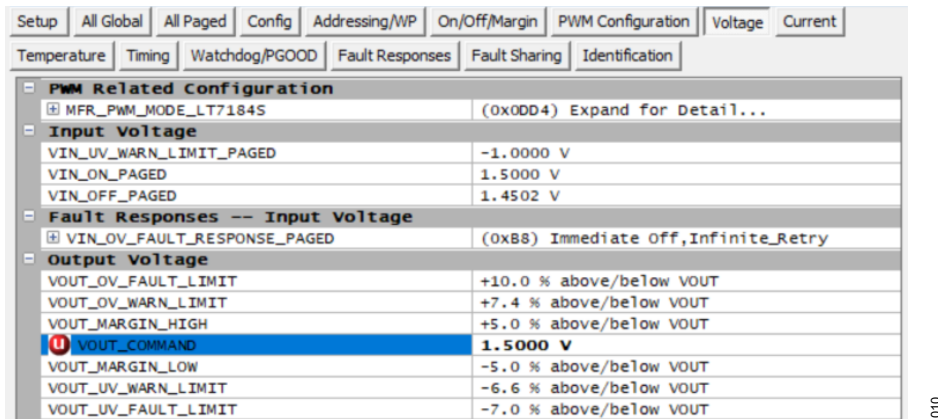 Setup All Global All Paged Config Addressing/WP On/Off/Margin PWM Configuration Voltage Current
Temperature Timing Watchdog/PGOOD Fault Responses Fault Sharing Identification
PWM Related Configuration
MFR_PWM_MODE_LT7184S (0x0DD4) Expand for Detail...
Input Voltage
VIN_UV_WARN_LIMIT_PAGED -1.0000 V
VIN_ON_PAGED 1.5000 V
VIN_OFF_PAGED 1.4502 V
Fault Responses -- Input Voltage
VIN_OV_FAULT_RESPONSE_PAGED (0xB8) Immediate Off,Infinite_Retry
Output Voltage
VOUT_OV_FAULT_LIMIT +10.0 % above/below VOUT
VOUT_OV_WARN_LIMIT +7.4 % above/below VOUT
VOUT_MARGIN_HIGH +5.0 % above/below VOUT
U VOUT_COMMAND 1.5000 V
VOUT_MARGIN_LOW -5.0 % above/below VOUT
VOUT_UV_WARN_LIMIT -6.6 % above/below VOUT
VOUT_UV_FAULT_LIMIT -7.0 % above/below VOUT
010